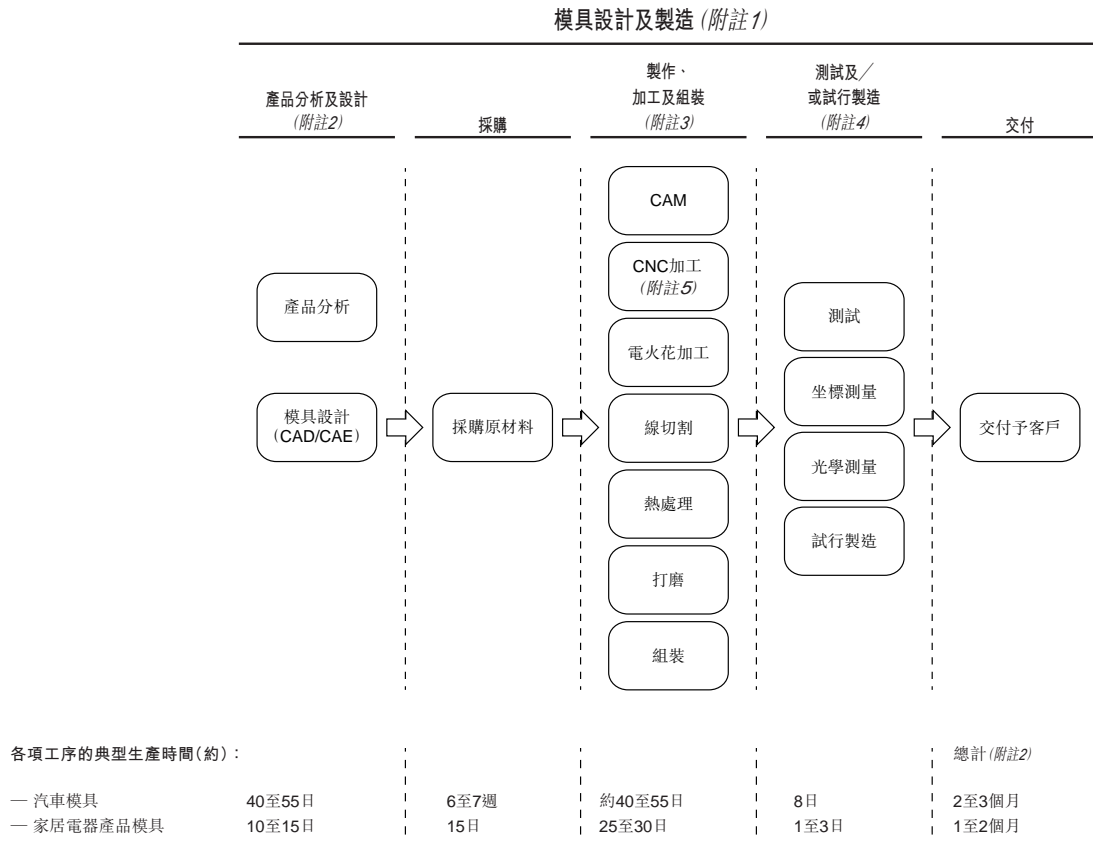 模具設計及製造(附註1)
產品分析及設計
(附註2)
採購
製作、
加工及組裝
(附註3)
測試及／
或試行製造
(附註4)
交付
產品分析
模具設計
(CAD/CAE)
採購原材料
CAM
CNC加工
(附註5)
電火花加工
線切割
熱處理
打磨
組裝
測試
坐標測量
光學測量
試行製造
交付予客戶
各項工序的典型生產時間(約)： 總計(附註2)
— 汽車模具 40至55日 6至7週 約40至55日 8日 2至3個月
— 家居電器產品模具 10至15日 15日 25至30日 1至3日 1至2個月